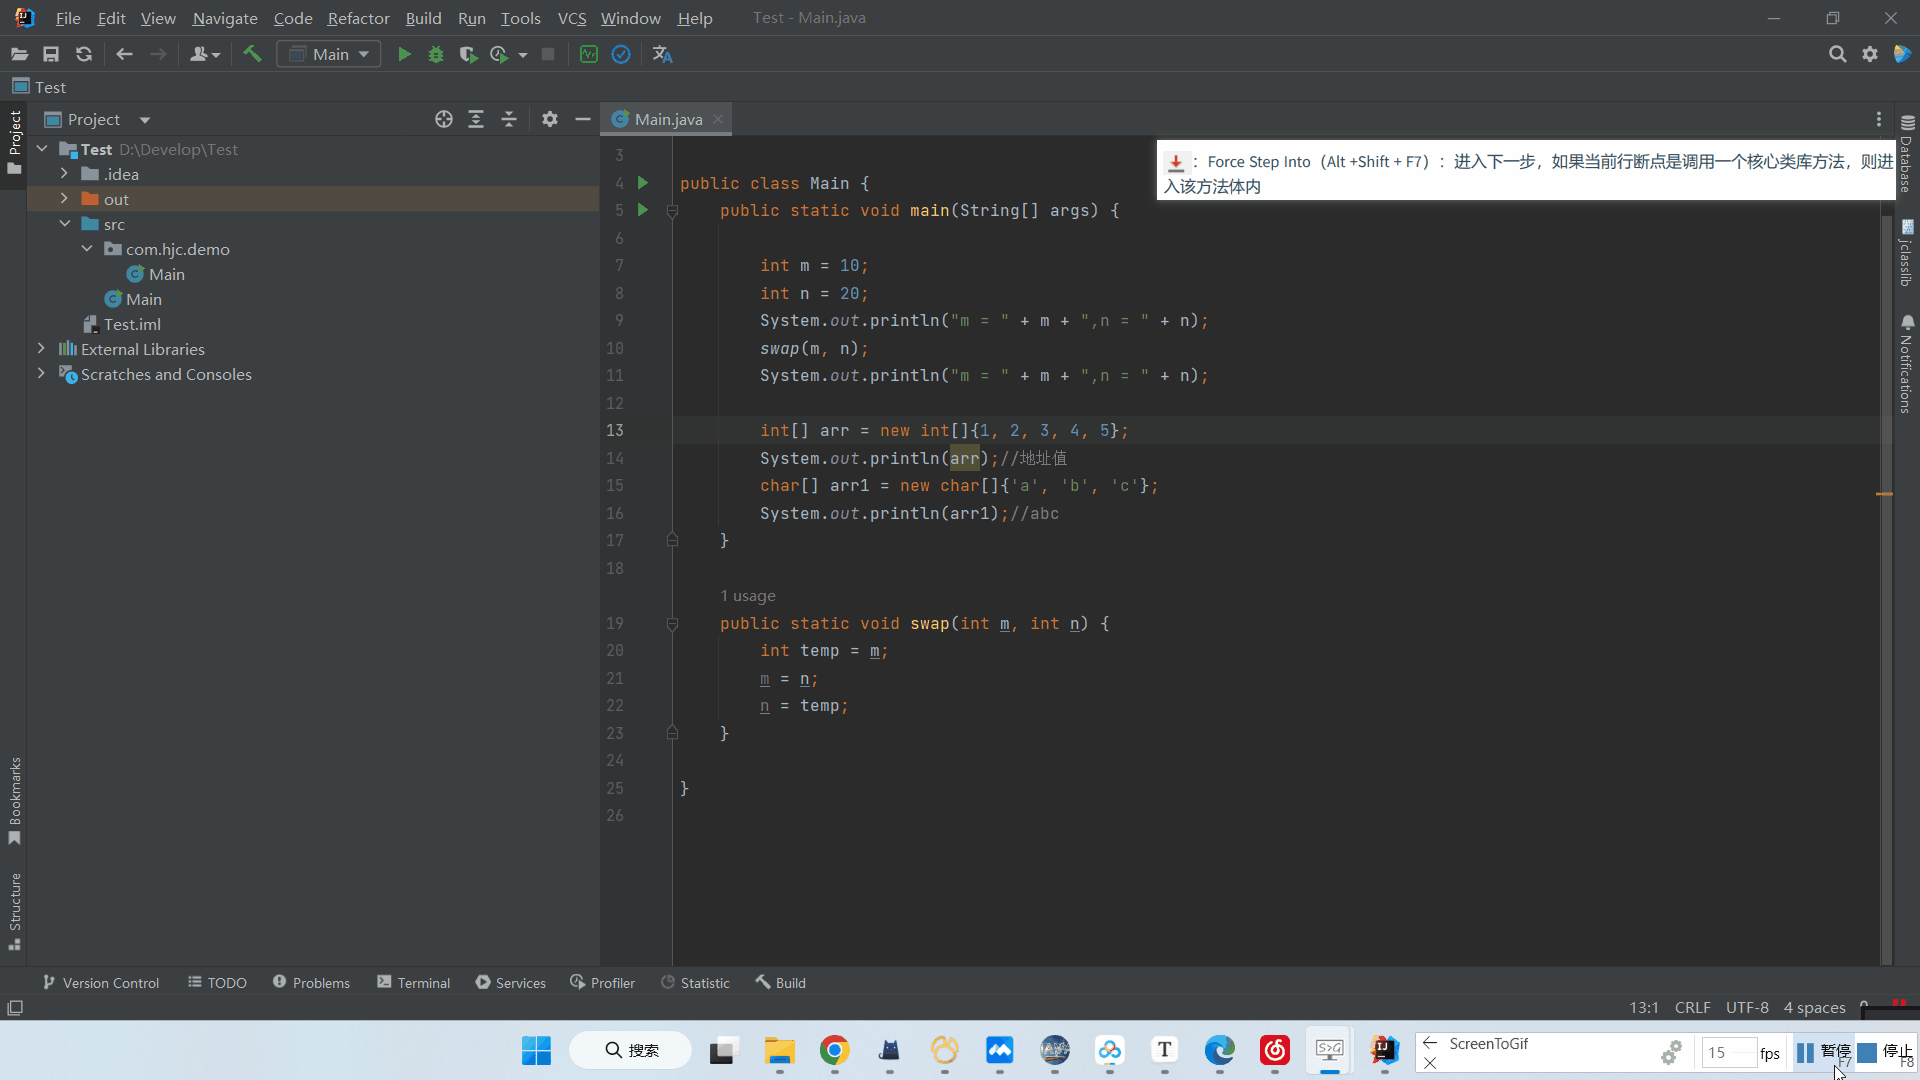 File Edit View Navigate Code Refactor Build Run Tools VCS Window Help Test - Main.java
Main
Test
Project
Main.java
Project
Test D:\Develop\Test
.idea
out
src
com.hjc.demo
Main
Main
Test.iml
External Libraries
Scratches and Consoles
Bookmarks
Structure
: Force Step Into（Alt +Shift + F7）：进入下一步，如果当前行断点是调用一个核心类库方法，则进
入该方法体内
3
4 public class Main {
5 public static void main(String[] args) {
6
7 int m = 10;
8 int n = 20;
9 System.out.println("m = " + m + ",n = " + n);
10 swap(m, n);
11 System.out.println("m = " + m + ",n = " + n);
12
13 int[] arr = new int[]{1, 2, 3, 4, 5};
14 System.out.println(arr);//地址值
15 char[] arr1 = new char[]{'a', 'b', 'c'};
16 System.out.println(arr1);//abc
17 }
18
1 usage
19 public static void swap(int m, int n) {
20 int temp = m;
21 m = n;
22 n = temp;
23 }
24
25 }
26
Database
jclasslib
Notifications
Version Control TODO Problems Terminal Services Profiler Statistic Build
13:1 CRLF UTF-8 4 spaces
搜索
ScreenToGif
15 fps
暂停 F7
停止 F8